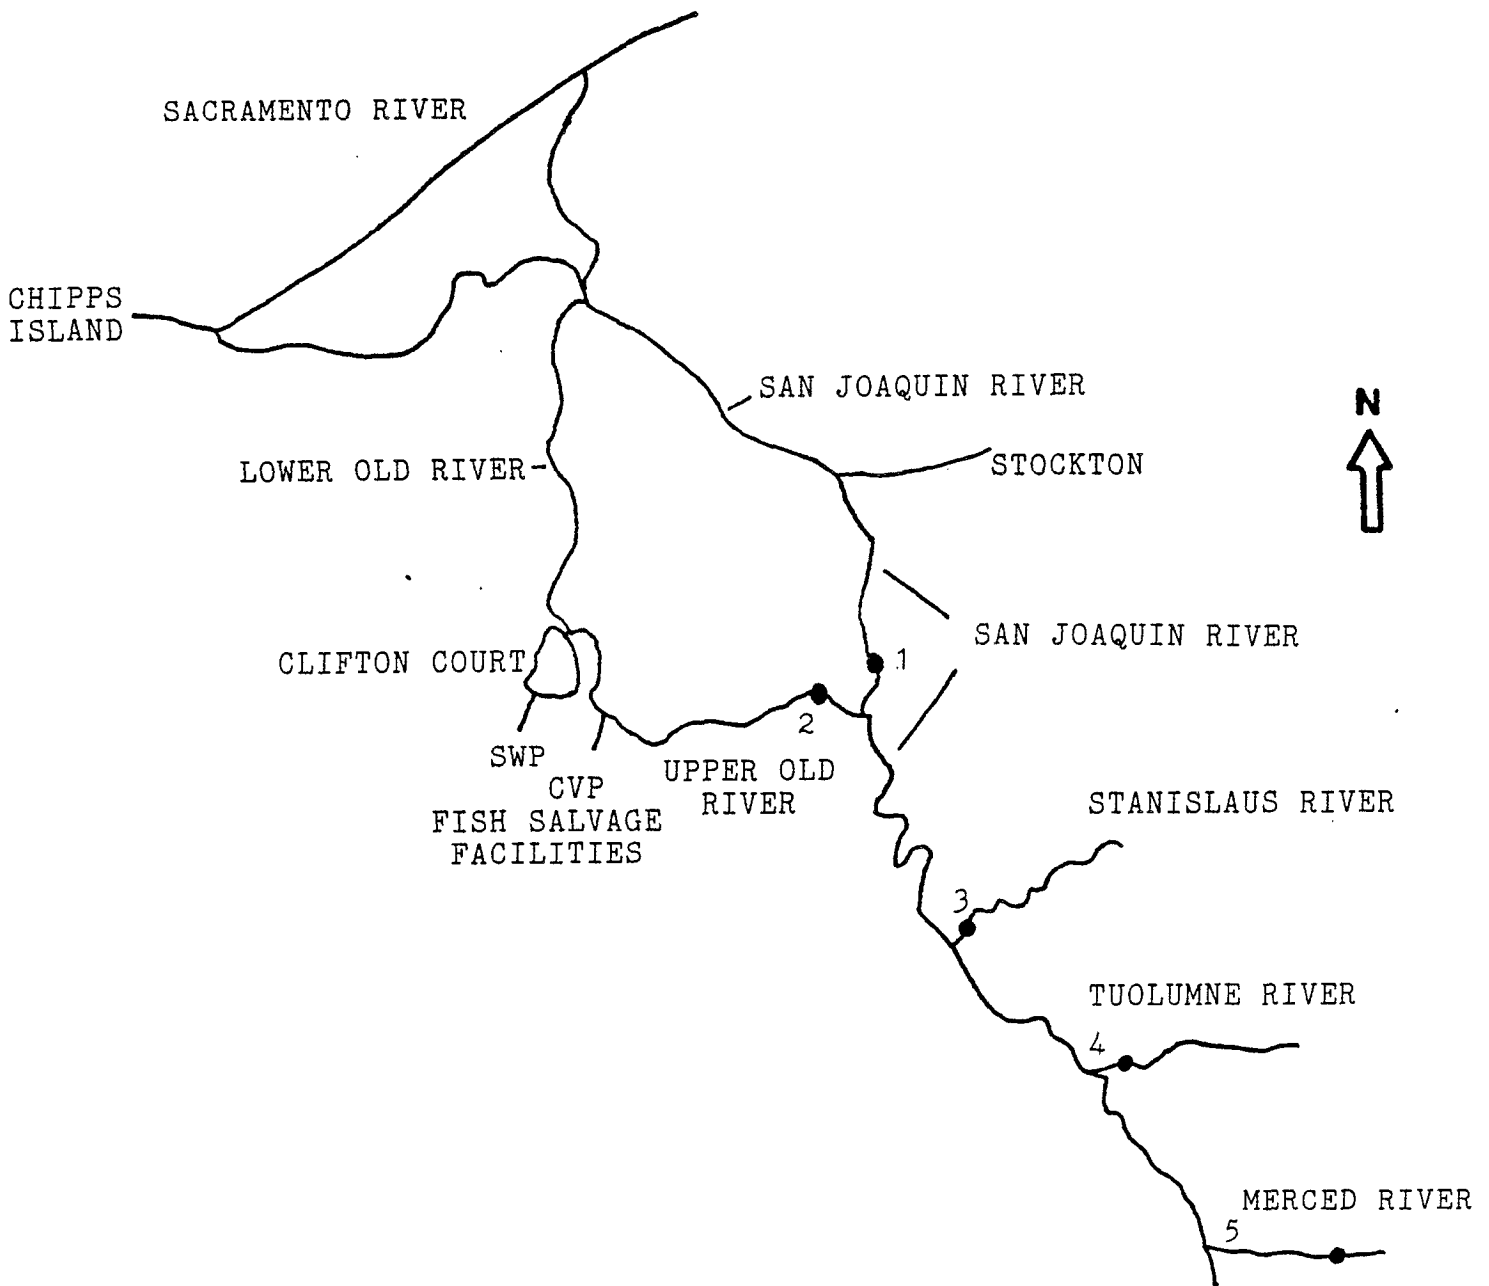 SACRAMENTO RIVER
CHIPPS
ISLAND
SAN JOAQUIN RIVER
N
LOWER OLD RIVER
STOCKTON
SAN JOAQUIN RIVER
CLIFTON COURT
1
2
SWP
CVP
FISH SALVAGE
FACILITIES
UPPER OLD
RIVER
STANISLAUS RIVER
3
TUOLUMNE RIVER
4
MERCED RIVER
5